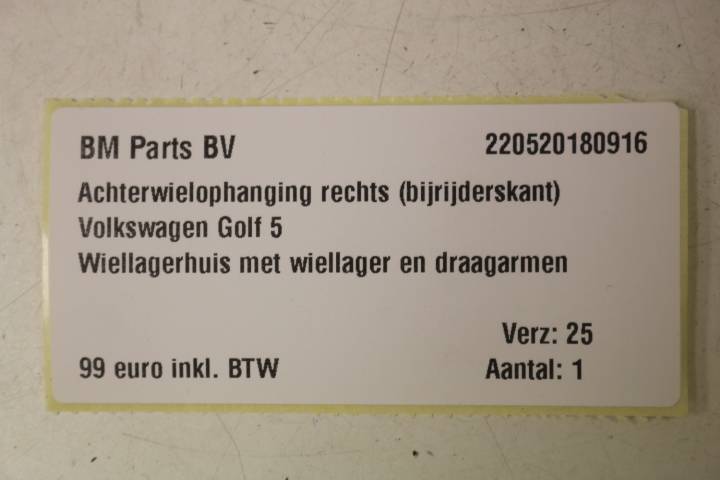 BM Parts BV 220520180916
Achterwielophanging rechts (bijrijderskant)
Volkswagen Golf 5
Wiellagerhuis met wiellager en draagarmen
Verz: 25
99 euro inkl. BTW Aantal: 1